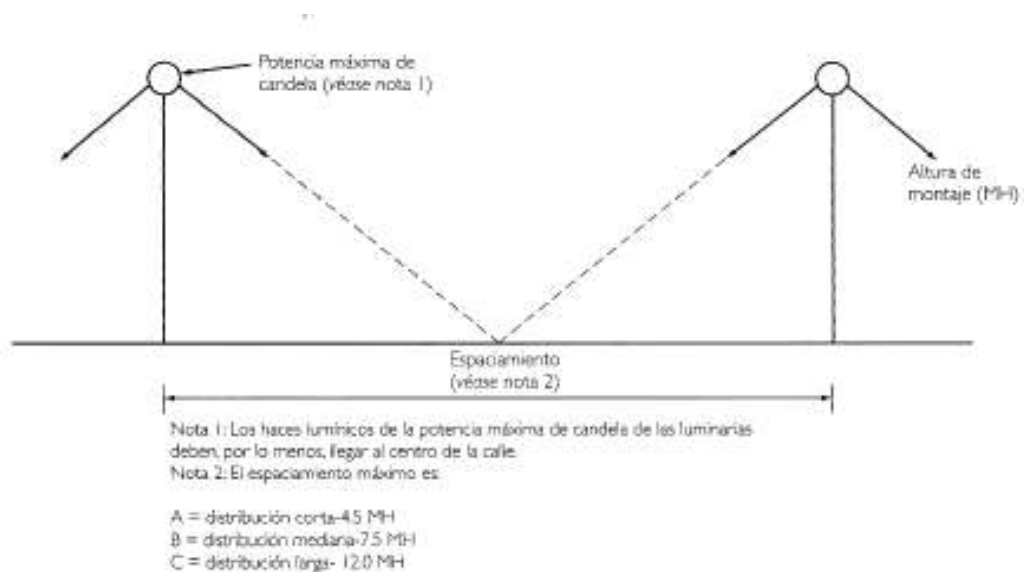 Potencia máxima de
candela (véase nota 1)
Altura de
montaje (MH)
Espaciamiento
(véase nota 2)
Nota 1: Los haces lumínicos de la potencia máxima de candela de las luminarias
deben, por lo menos, llegar al centro de la calle.
Nota 2: El espaciamiento máximo es:
A = distribución corta-4.5 MH
B = distribución mediana-7.5 MH
C = distribución larga- 12.0 MH